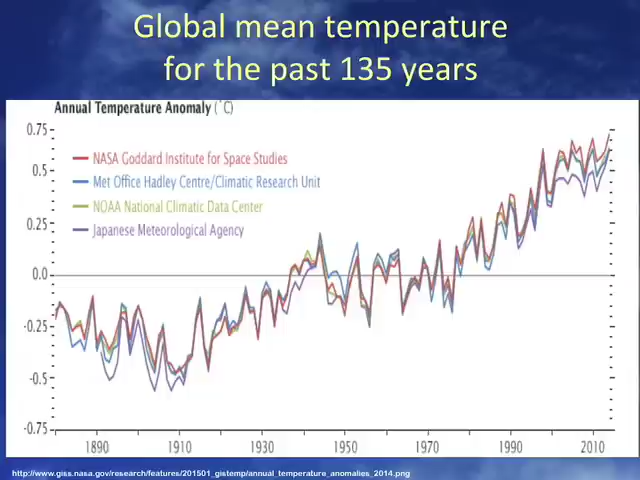 Global mean temperature
for the past 135 years
Annual Temperature Anomaly (˚C)
0.75
NASA Goddard Institute for Space Studies
0.5
Met Office Hadley Centre/Climatic Research Unit
NOAA National Climatic Data Center
0.25
Japanese Meteorological Agency
0.0
-0.25
-0.5
-0.75
1890 1910 1930 1950 1970 1990 2010
http://www.giss.nasa.gov/research/features/201501_gistemp/annual_temperature_anomalies_2014.png